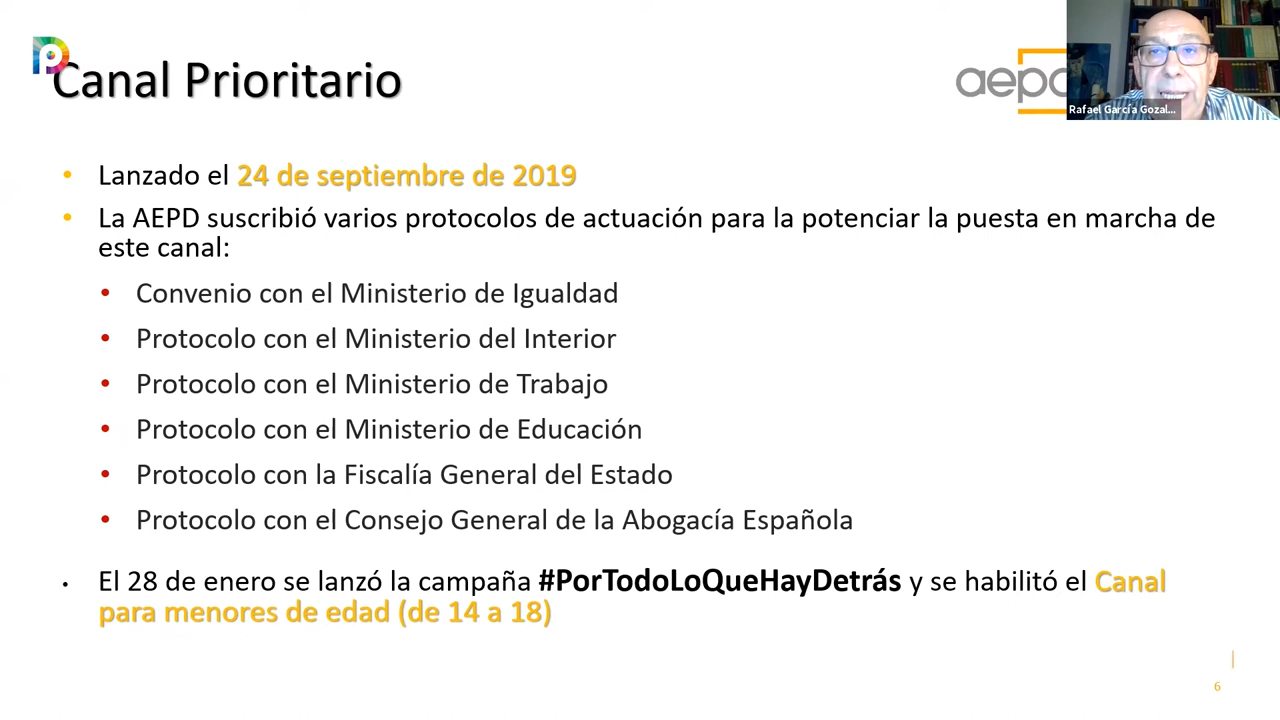 Canal Prioritario
aepd
Rafael García Gozal...
• Lanzado el 24 de septiembre de 2019
• La AEPD suscribió varios protocolos de actuación para la potenciar la puesta en marcha de
este canal:
• Convenio con el Ministerio de Igualdad
• Protocolo con el Ministerio del Interior
• Protocolo con el Ministerio de Trabajo
• Protocolo con el Ministerio de Educación
• Protocolo con la Fiscalía General del Estado
• Protocolo con el Consejo General de la Abogacía Española
• El 28 de enero se lanzó la campaña #PorTodoLoQueHayDetrás y se habilitó el Canal
para menores de edad (de 14 a 18)
6